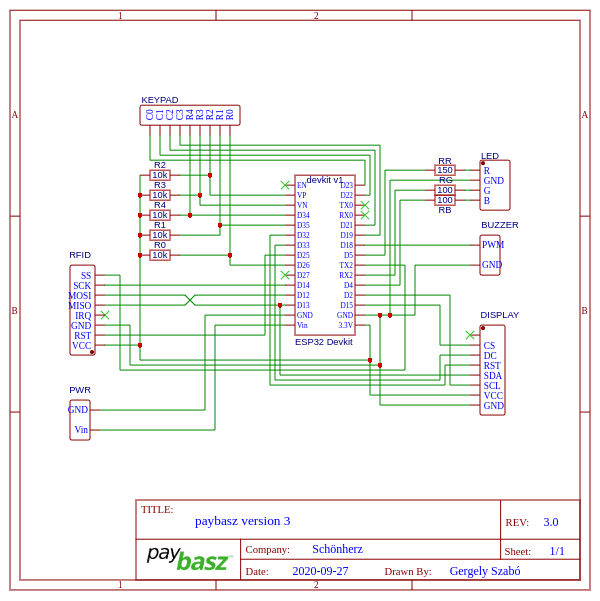 1 2
KEYPAD
C0 C1 C2 C3 R4 R3 R2 R1 R0
A A
R2
10k
R3
10k
R4
10k
R1
10k
R0
10k
devkit v1
EN D23
VP D22
VN TX0
D34 RX0
D35 D21
D32 D19
D33 D18
D25 D5
D26 TX2
D27 RX2
D14 D4
D12 D2
D13 D15
GND GND
Vin 3.3V
ESP32 Devkit
RR
150
RG
100
100
RB
LED
R
GND
G
B
BUZZER
PWM
GND
RFID
SS
SCK
MOSI
MISO
IRQ
GND
RST
VCC
B B
DISPLAY
CS
DC
RST
SDA
SCL
VCC
GND
PWR
GND
Vin
TITLE:
paybasz version 3
REV: 3.0
pay basz
Company: Schönherz
Sheet: 1/1
Date: 2020-09-27 Drawn By: Gergely Szabó
1 2